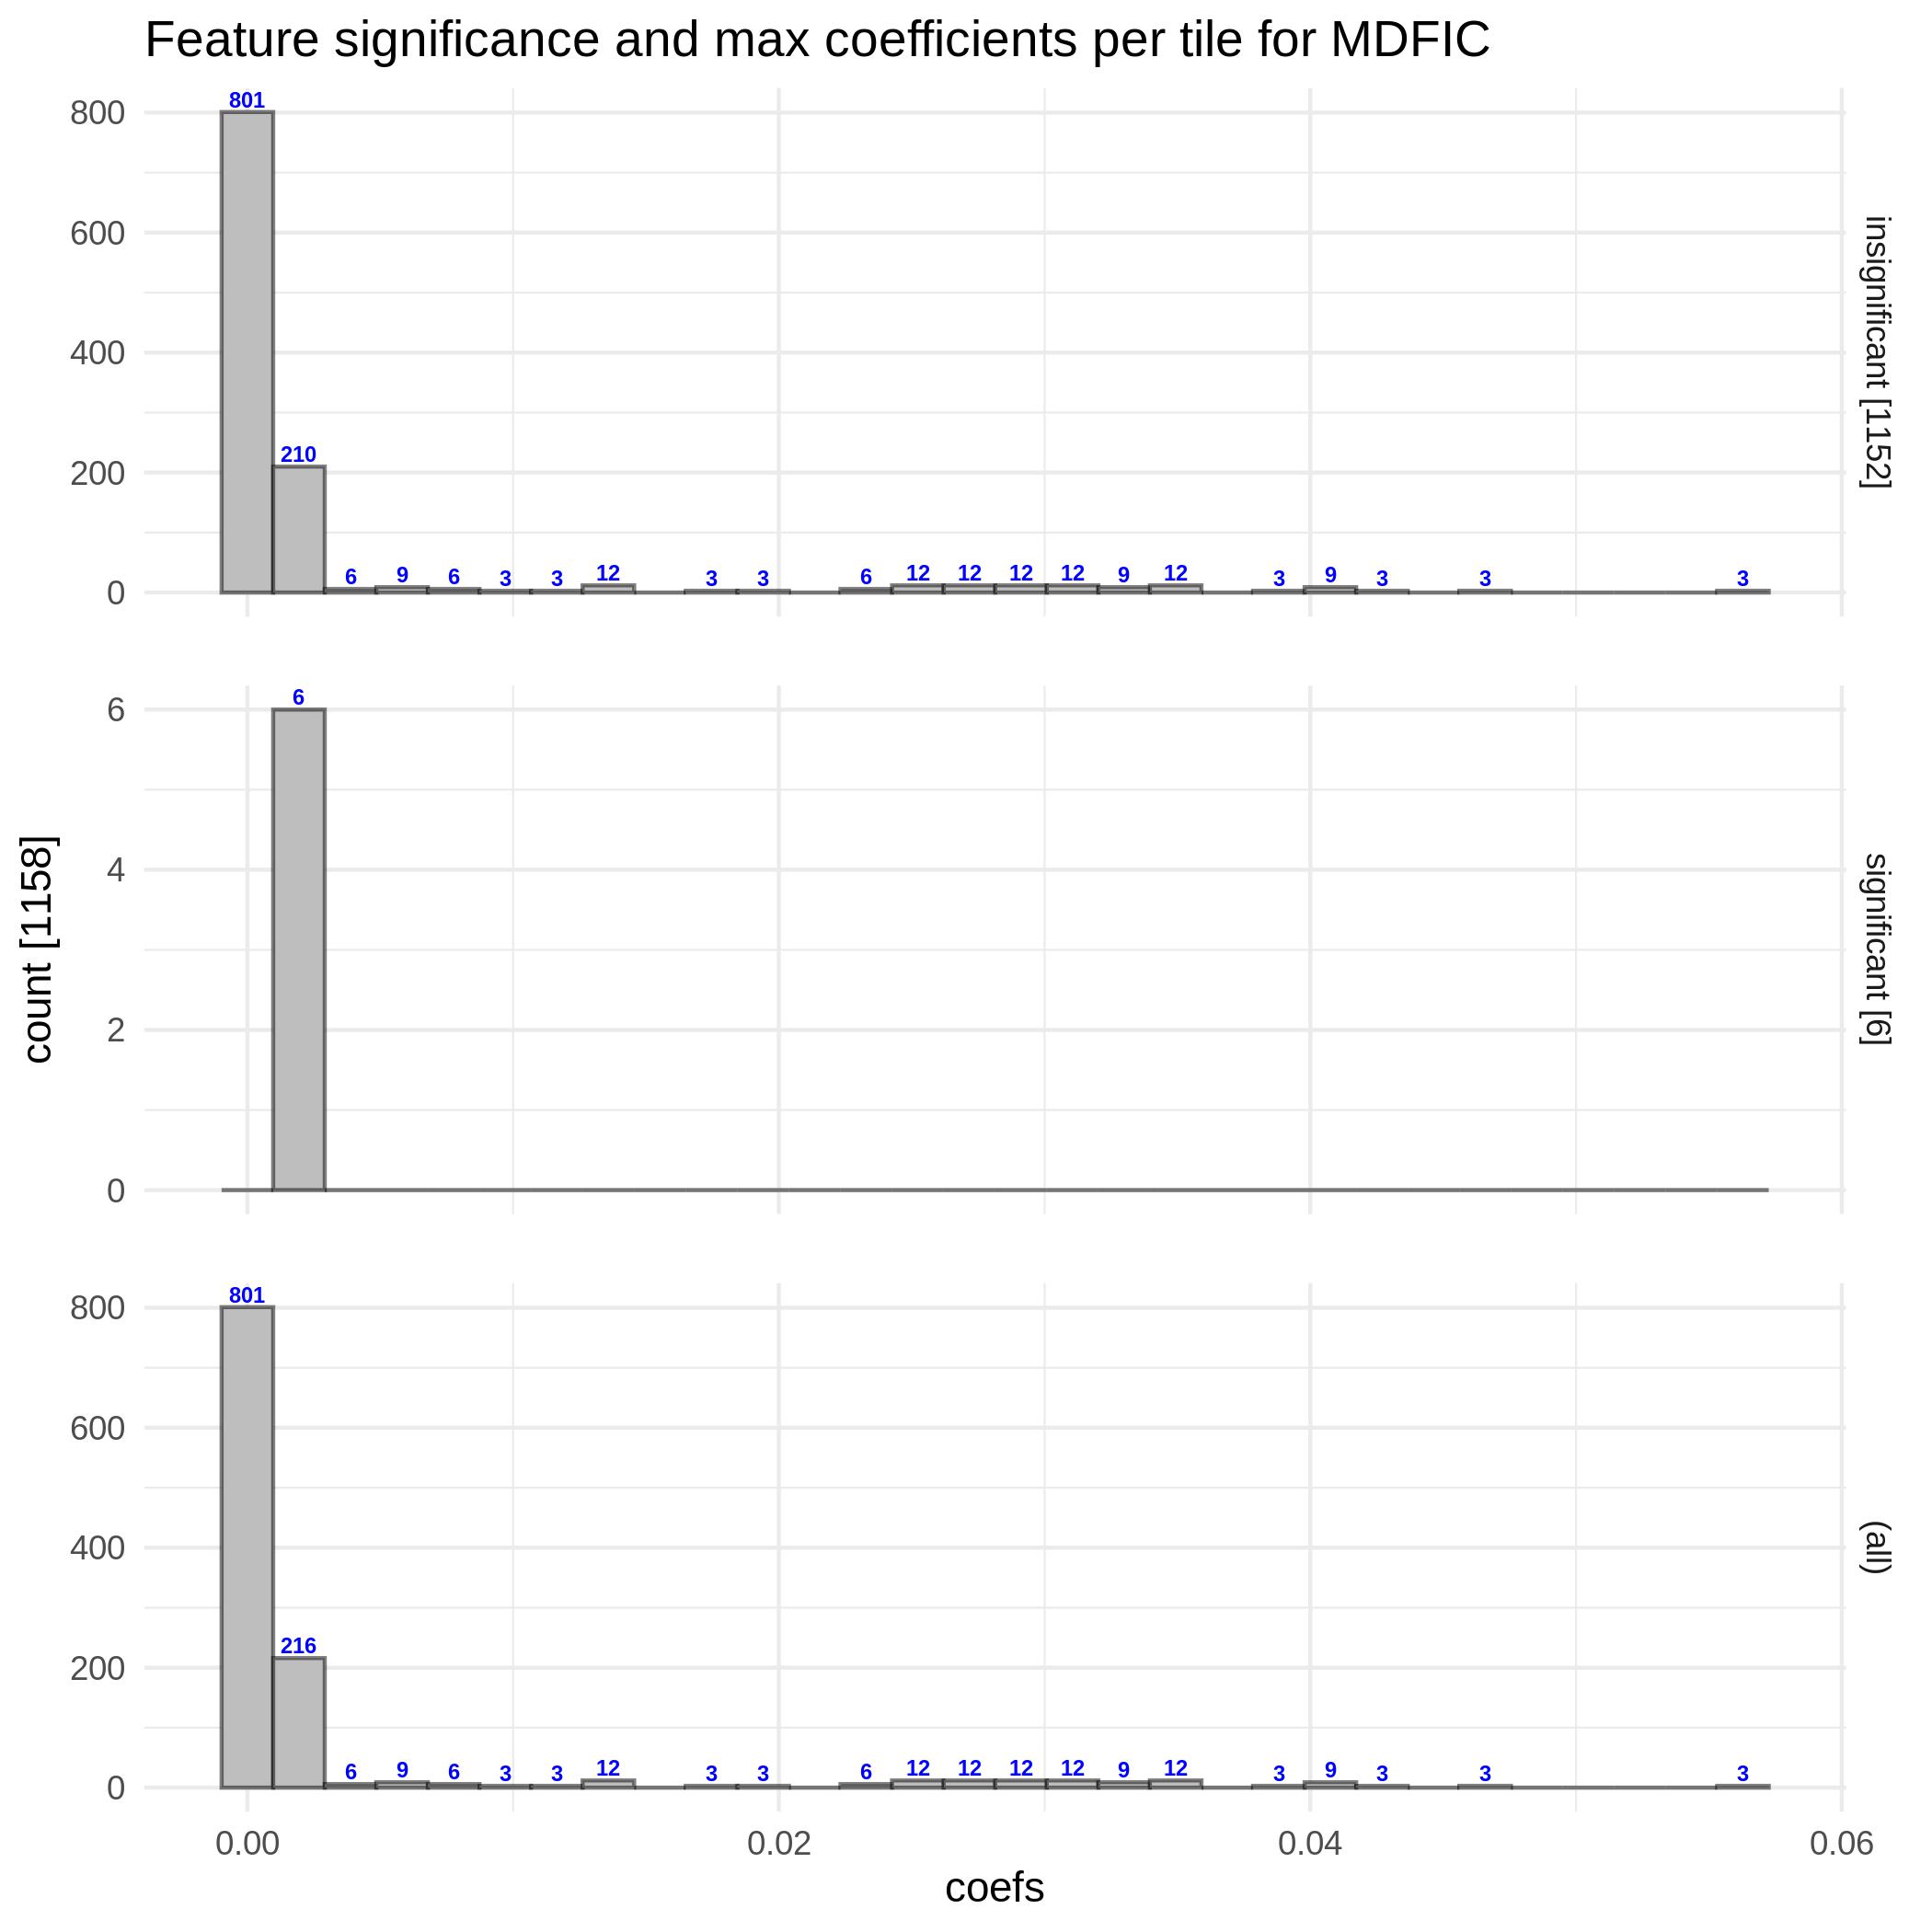 Feature significance and max coefficients per tile for MDFIC
800
600
400
200
0
801
210
6 9 6 3 3 12 3 3 6 12 12 12 12 9 12 3 9 3 3 3
insignificant [1152]
count [1158]
6
4
2
0
6
significant [6]
800
600
400
200
0
801
216
6 9 6 3 3 12 3 3 6 12 12 12 12 9 12 3 9 3 3 3
(all)
0.00 0.02 0.04 0.06
coefs